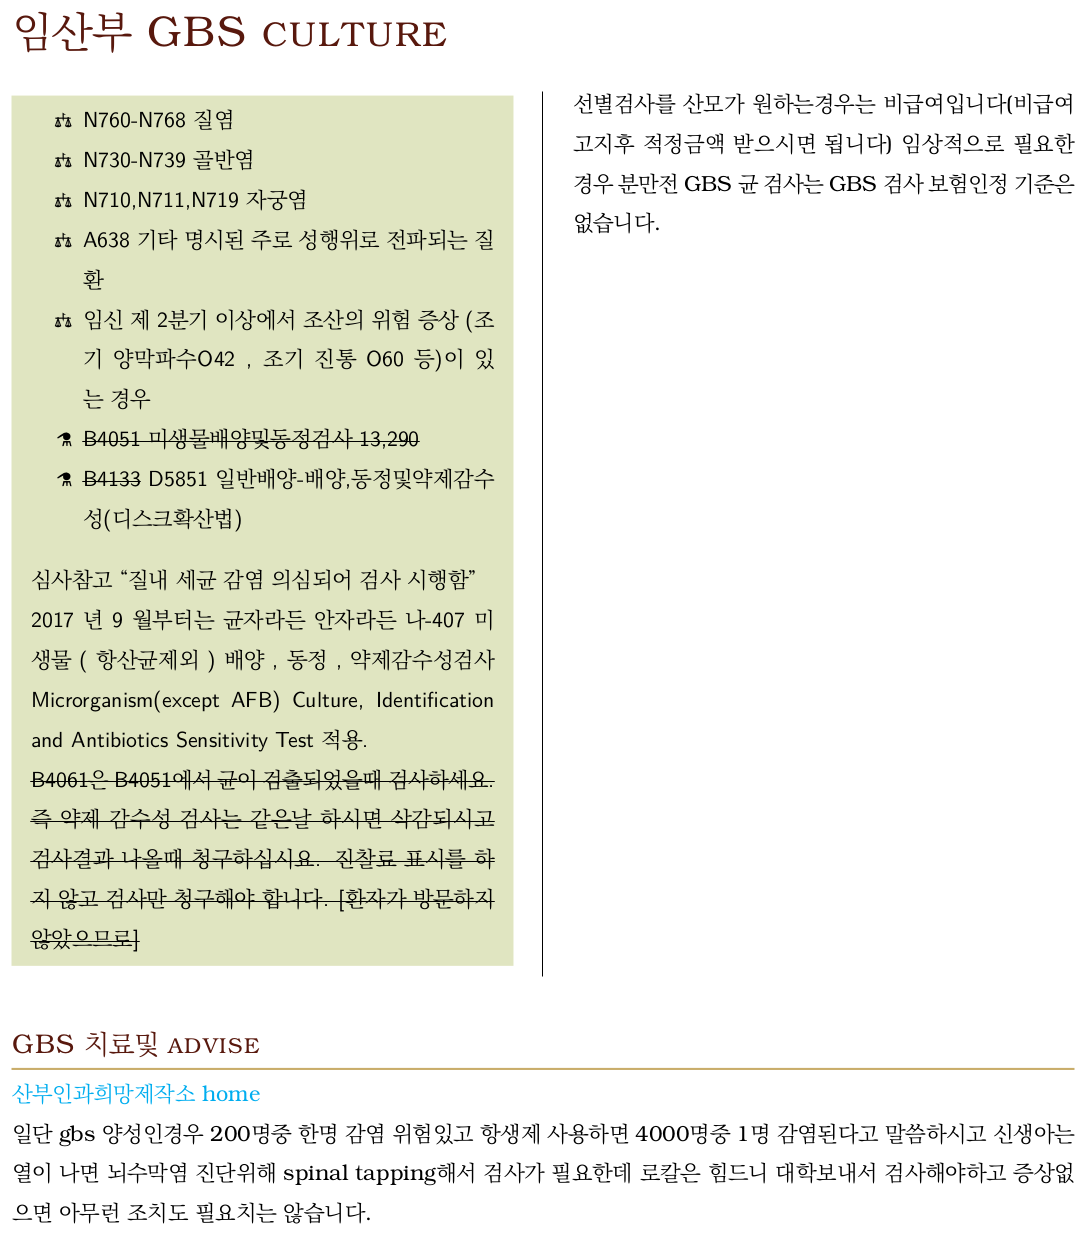 임산부 GBS CULTURE
N760-N768 질염
N730-N739 골반염
N710,N711,N719 자궁염
A638 기타 명시된 주로 성행위로 전파되는 질
환
임신 제 2분기 이상에서 조산의 위험 증상 (조
기 양막파수O42 , 조기 진통 O60 등)이 있
는 경우
B4051 미생물배양및동정검사 13,290
B4133 D5851 일반배양-배양,동정및약제감수
성(디스크확산법)
심사참고 “질내 세균 감염 의심되어 검사 시행함”
2017 년 9 월부터는 균자라든 안자라든 나-407 미
생물 ( 항산균제외 ) 배양 , 동정 , 약제감수성검사
Microrganism(except AFB) Culture, Identification
and Antibiotics Sensitivity Test 적용.
B4061은 B4051에서 균이 검출되었을때 검사하세요.
즉 약제 감수성 검사는 같은날 하시면 삭감되시고
검사결과 나올때 청구하십시요. 진찰료 표시를 하
지 않고 검사만 청구해야 합니다. [환자가 방문하지
않았으므로]
선별검사를 산모가 원하는경우는 비급여입니다(비급여
고지후 적정금액 받으시면 됩니다) 임상적으로 필요한
경우 분만전 GBS 균 검사는 GBS 검사 보험인정 기준은
없습니다.
GBS 치료및 ADVISE
산부인과희망제작소 home
일단 gbs 양성인경우 200명중 한명 감염 위험있고 항생제 사용하면 4000명중 1명 감염된다고 말씀하시고 신생아는
열이 나면 뇌수막염 진단위해 spinal tapping해서 검사가 필요한데 로칼은 힘드니 대학보내서 검사해야하고 증상없
으면 아무런 조치도 필요치는 않습니다.